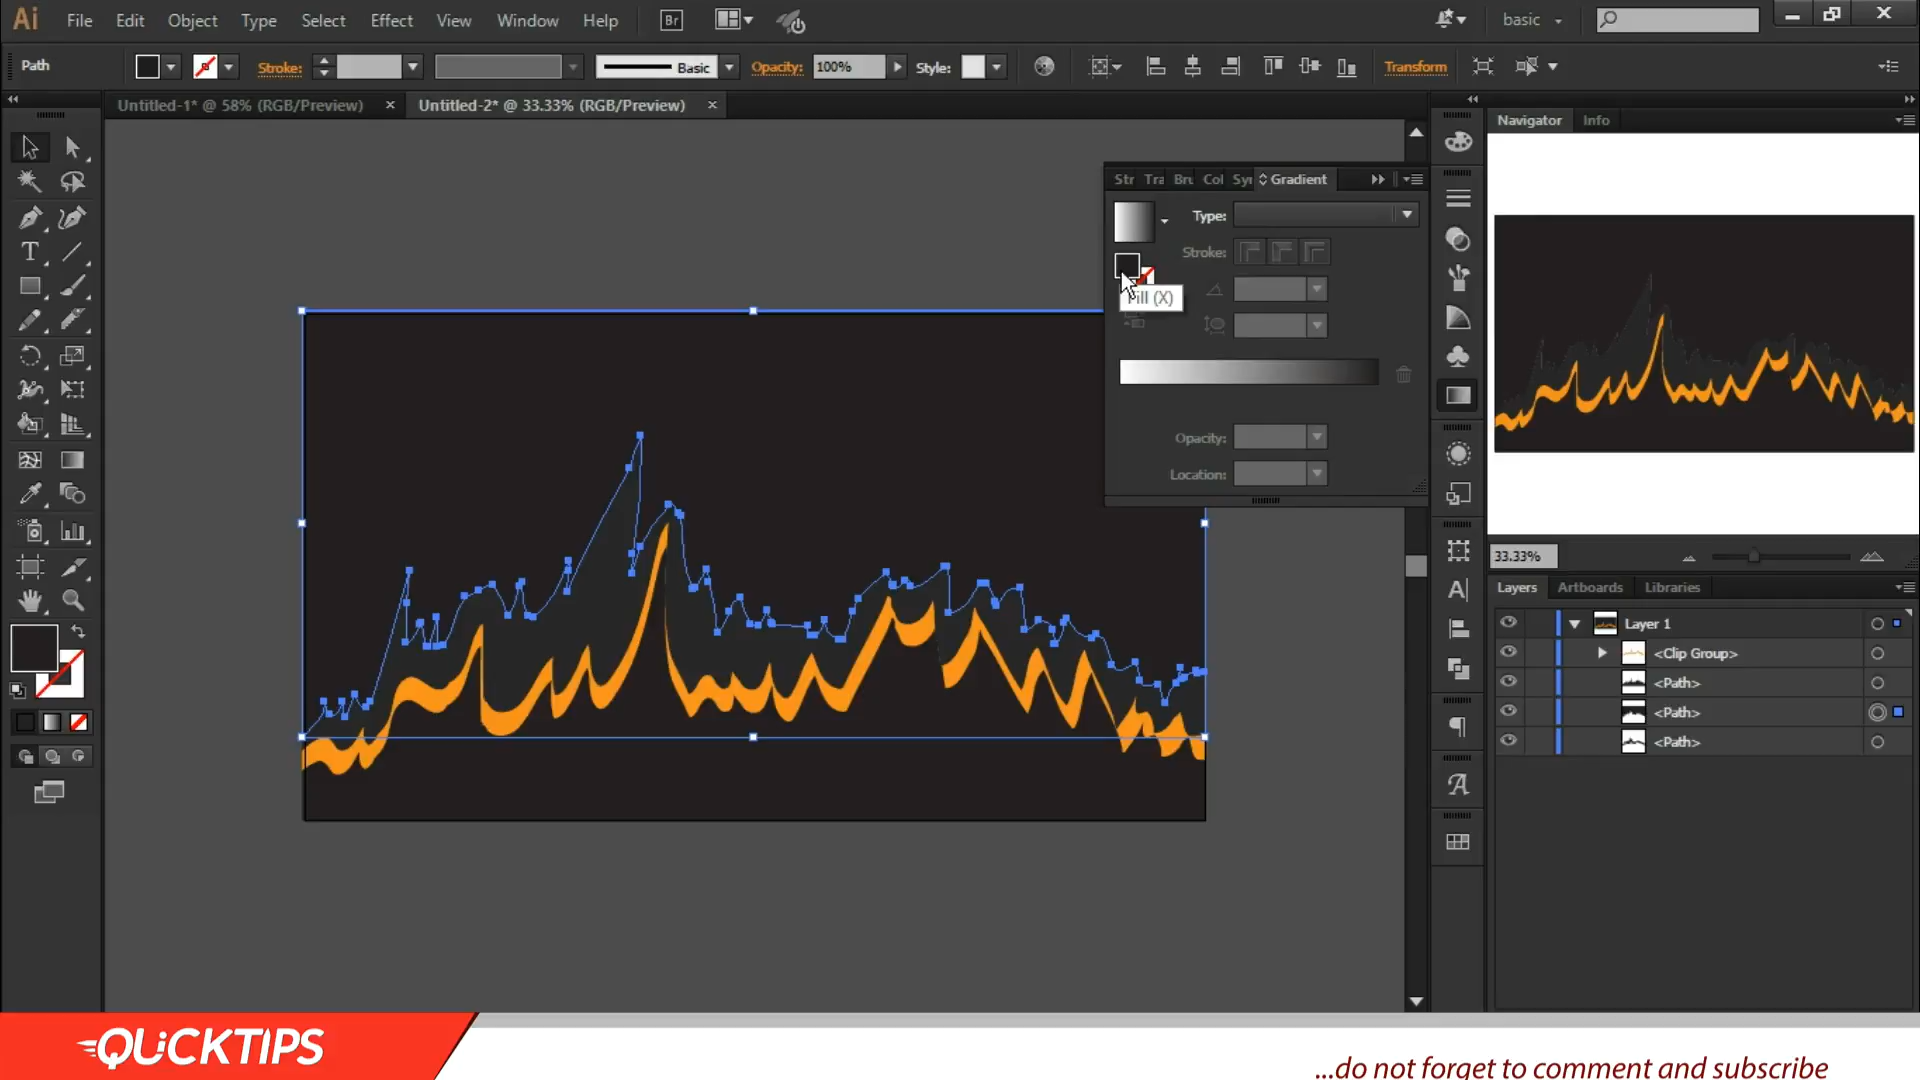 Ai File Edit Object Type Select Effect View Window Help Br basic
Path Stroke: Basic Opacity: 100% Style: Transform
Untitled-1* @ 58% (RGB/Preview) × Untitled-2* @ 33.33% (RGB/Preview) ×
Navigator Info
Str Tra Bru Col Syr Gradient
Type:
Stroke:
Fill (X)
Opacity:
Location:
33.33%
Layers Artboards Libraries
Layer 1
<Clip Group>
<Path>
<Path>
<Path>
QUiCKTIPS
...do not forget to comment and subscribe